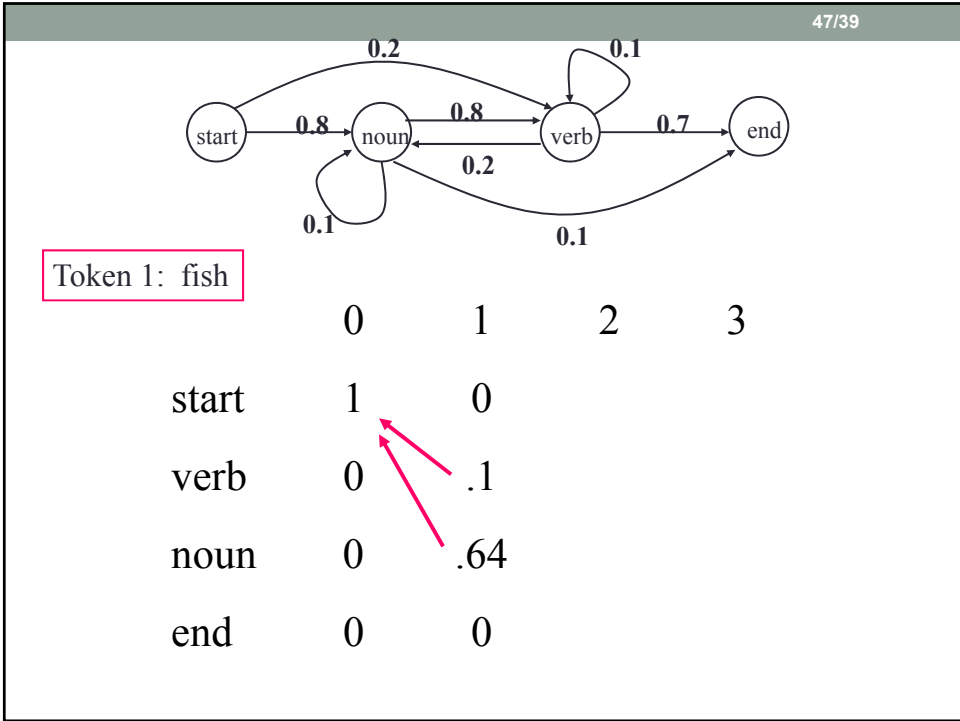 47/39
0.2 0.1
start 0.8 noun 0.8 verb 0.7 end
0.2
0.1 0.1
Token 1: fish
0 1 2 3
start 1 0
verb 0 .1
noun 0 .64
end 0 0